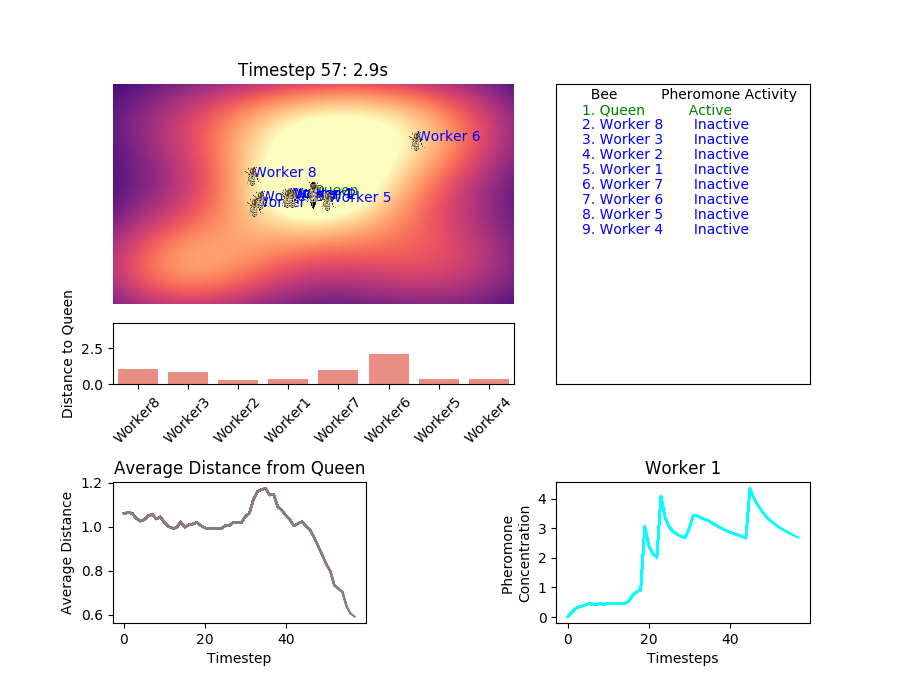 Timestep 57: 2.9s
Worker 6
Worker 8
Queen
Worker 5
Bee Pheromone Activity
1. Queen Active
2. Worker 8 Inactive
3. Worker 3 Inactive
4. Worker 2 Inactive
5. Worker 1 Inactive
6. Worker 7 Inactive
7. Worker 6 Inactive
8. Worker 5 Inactive
9. Worker 4 Inactive
Distance to Queen
2.5
0.0
Worker8 Worker3 Worker2 Worker1 Worker7 Worker6 Worker5 Worker4
Average Distance from Queen
Average Distance
1.2
1.0
0.8
0.6
0 20 40
Timestep
Worker 1
Pheromone
Concentration
4
3
2
1
0
0 20 40
Timesteps